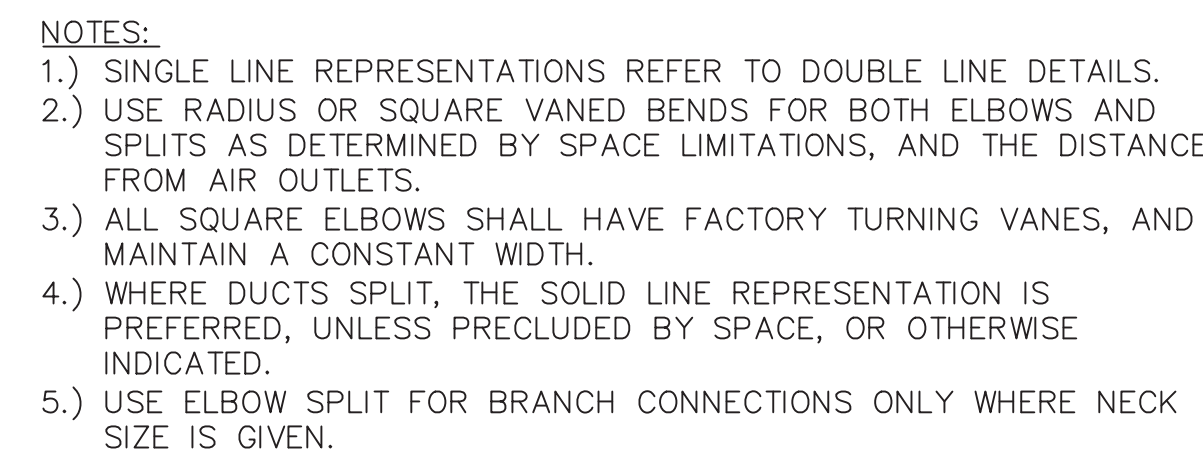 NOTES:
1.) SINGLE LINE REPRESENTATIONS REFER TO DOUBLE LINE DETAILS.
2.) USE RADIUS OR SQUARE VANED BENDS FOR BOTH ELBOWS AND
SPLITS AS DETERMINED BY SPACE LIMITATIONS, AND THE DISTANCE
FROM AIR OUTLETS.
3.) ALL SQUARE ELBOWS SHALL HAVE FACTORY TURNING VANES, AND
MAINTAIN A CONSTANT WIDTH.
4.) WHERE DUCTS SPLIT, THE SOLID LINE REPRESENTATION IS
PREFERRED, UNLESS PRECLUDED BY SPACE, OR OTHERWISE
INDICATED.
5.) USE ELBOW SPLIT FOR BRANCH CONNECTIONS ONLY WHERE NECK
SIZE IS GIVEN.